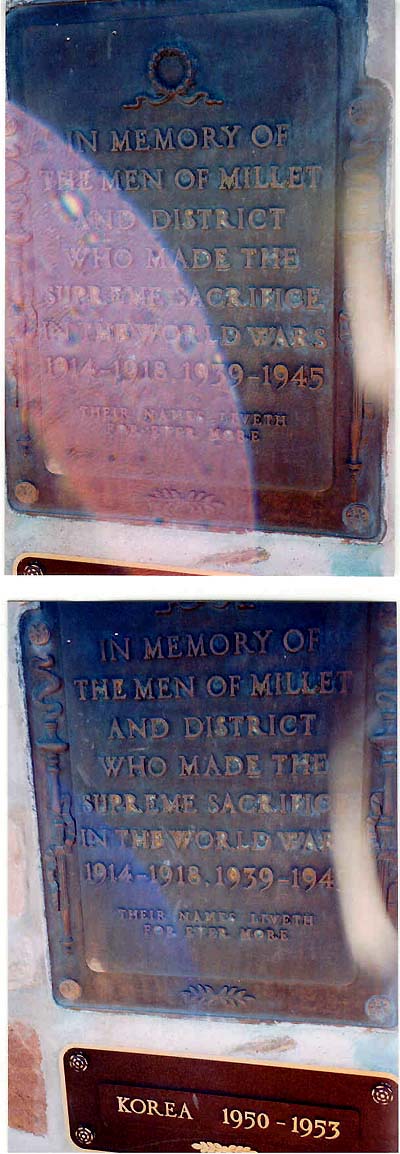 IN MEMORY OF
THE MEN OF MILLET
AND DISTRICT
WHO MADE THE
SUPREME SACRIFICE
IN THE WORLD WARS
1914-1918. 1939-1945
THEIR NAMES LIVETH
FOR EVER MORE
IN MEMORY OF
THE MEN OF MILLET
AND DISTRICT
WHO MADE THE
SUPREME SACRIFICE
IN THE WORLD WAR
1914-1918. 1939-194
THEIR NAMES LIVETH
FOR EVER MORE
KOREA 1950-1953